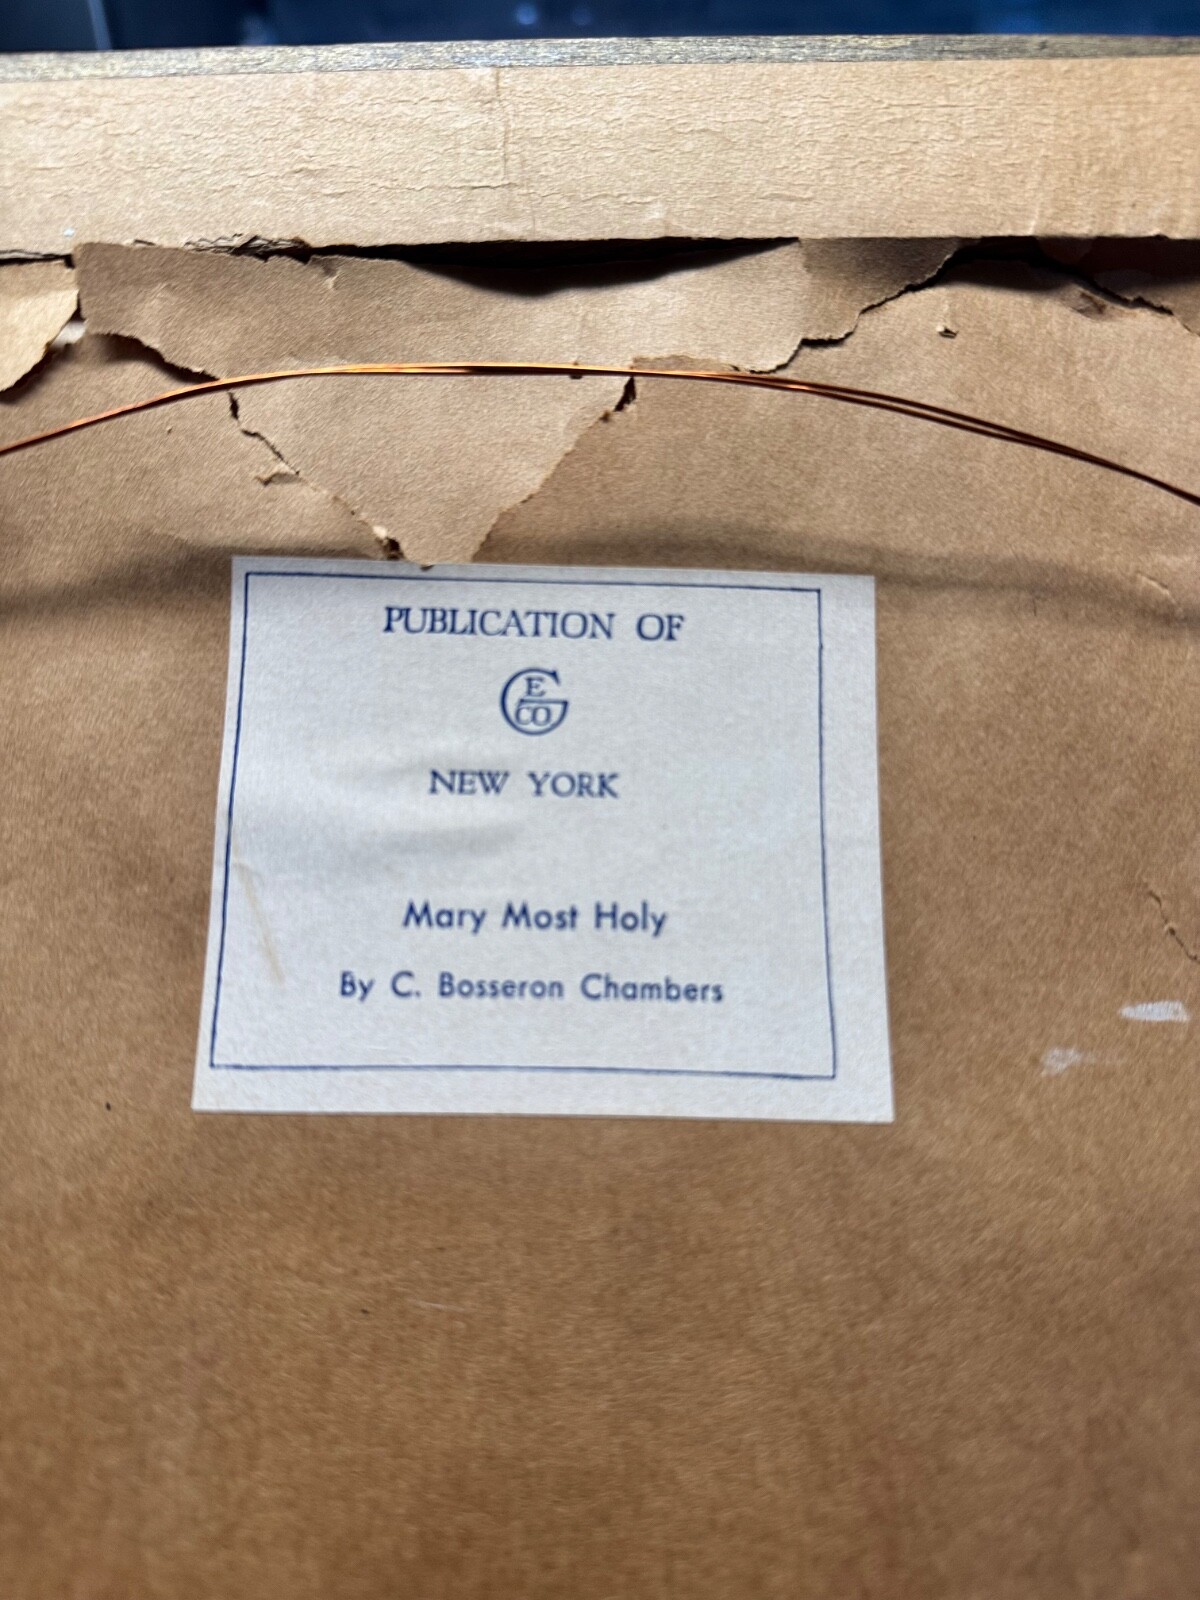 PUBLICATION OF
G E CO
NEW YORK
Mary Most Holy
By C. Bosseron Chambers